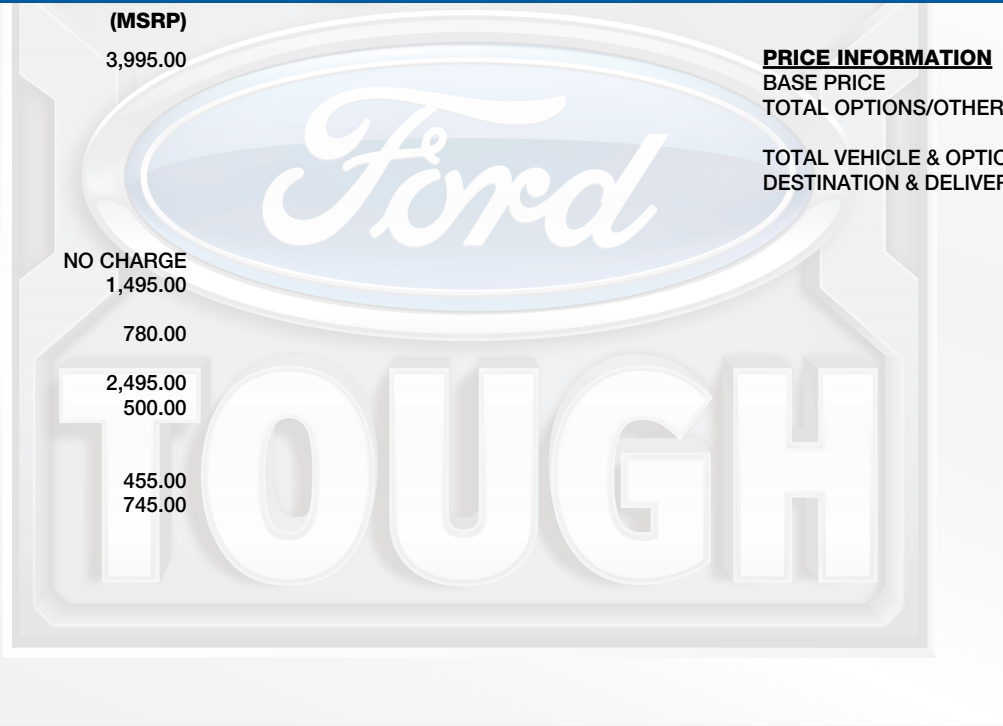 (MSRP)
3,995.00
NO CHARGE
1,495.00
780.00
2,495.00
500.00
455.00
745.00
PRICE INFORMATION
BASE PRICE
TOTAL OPTIONS/OTHER
TOTAL VEHICLE & OPTIO
DESTINATION & DELIVER
Ford
TOUGH